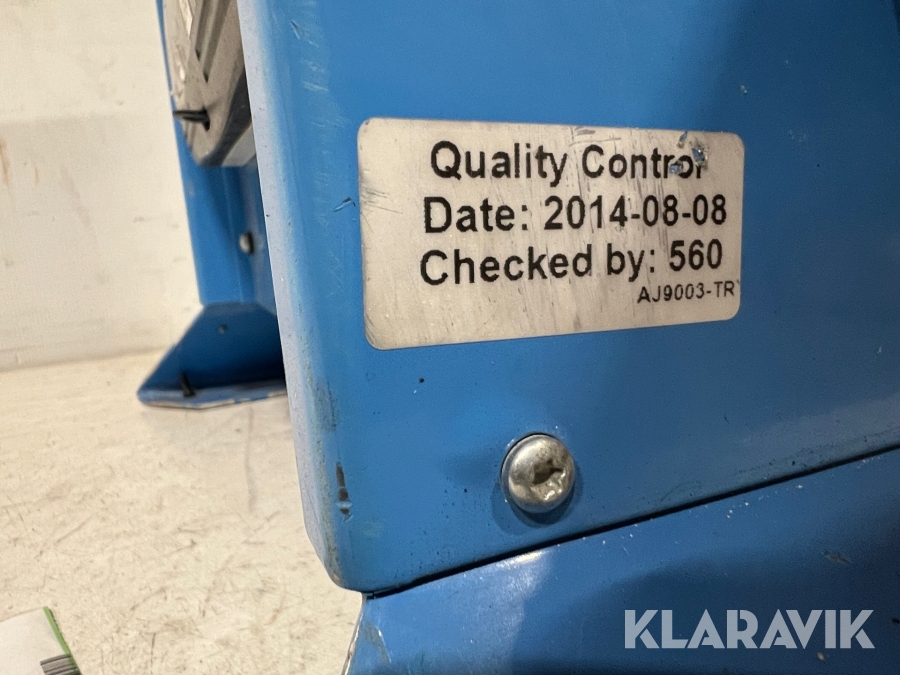 Quality Control
Date: 2014-08-08
Checked by: 560
AJ9003-TR
KLARAVIK